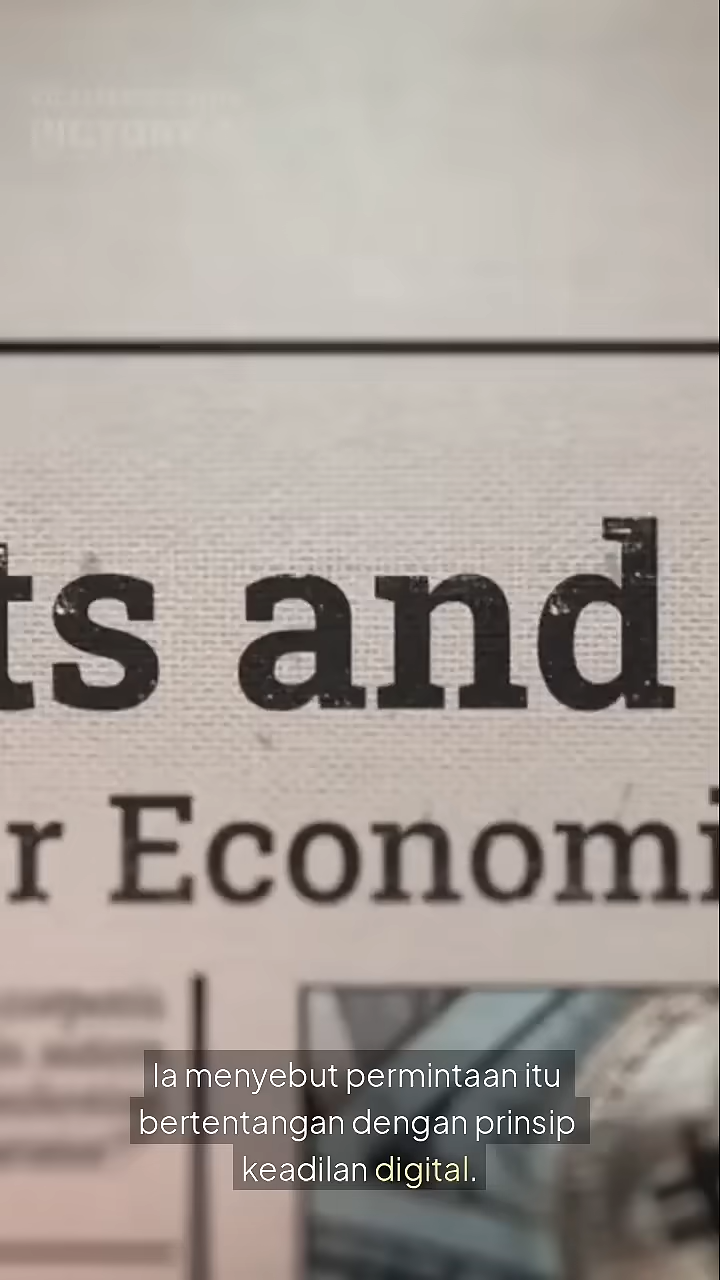 ts and
r Economi
Ia menyebut permintaan itu
bertentangan dengan prinsip
keadilan digital.